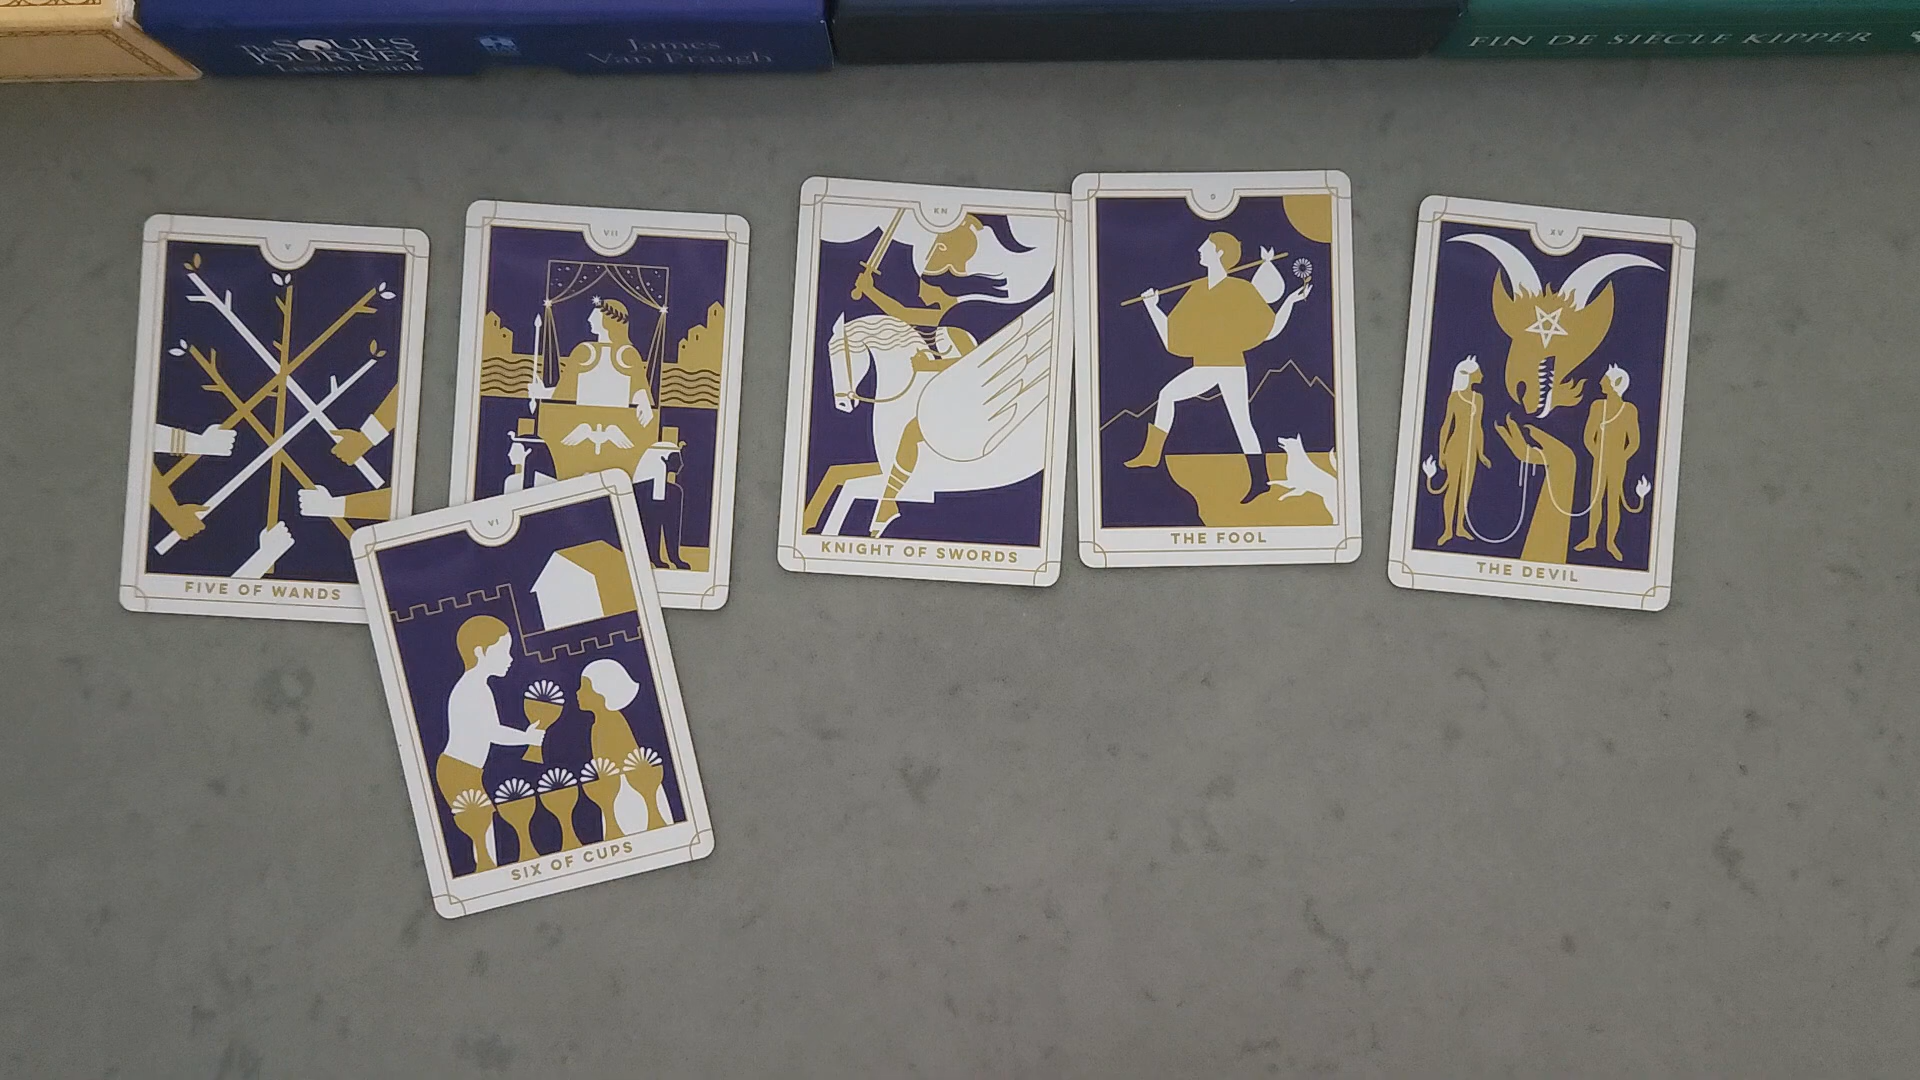 The SOUL'S
JOURNEY
Lesson Cards
James
Van Praagh
FIN DE SIÈCLE KIPPER
V
FIVE OF WANDS
VII
KN
KNIGHT OF SWORDS
0
THE FOOL
XV
THE DEVIL
VI
SIX OF CUPS